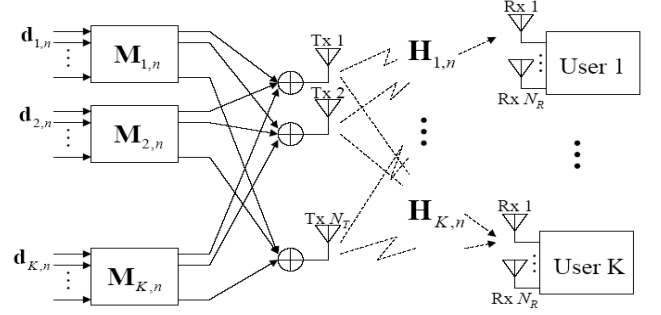 d1,n
M1,n
d2,n
M2,n
dK,n
MK,n
Tx 1
Tx 2
Tx NT
H1,n
HK,n
Rx 1
Rx NR
User 1
Rx 1
Rx NR
User K